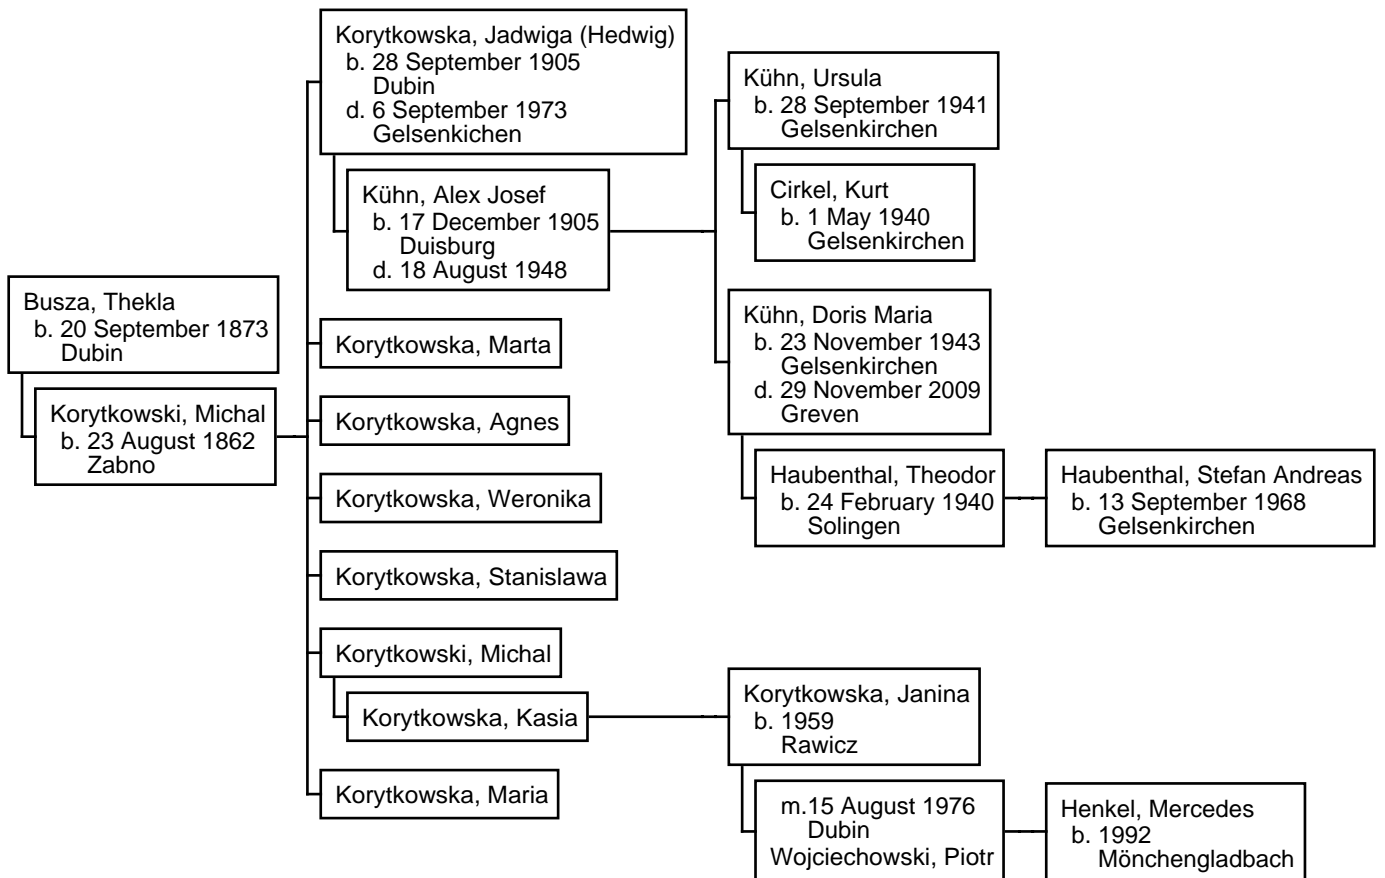 Korytkowska, Jadwiga (Hedwig)
b. 28 September 1905
Dubin
d. 6 September 1973
Gelsenkichen
Kühn, Alex Josef
b. 17 December 1905
Duisburg
d. 18 August 1948
Kühn, Ursula
b. 28 September 1941
Gelsenkirchen
Cirkel, Kurt
b. 1 May 1940
Gelsenkirchen
Busza, Thekla
b. 20 September 1873
Dubin
Korytkowski, Michal
b. 23 August 1862
Zabno
Korytkowska, Marta
Korytkowska, Agnes
Korytkowska, Weronika
Korytkowska, Stanislawa
Korytkowski, Michal
Korytkowska, Kasia
Korytkowska, Maria
Kühn, Doris Maria
b. 23 November 1943
Gelsenkirchen
d. 29 November 2009
Greven
Haubenthal, Theodor
b. 24 February 1940
Solingen
Haubenthal, Stefan Andreas
b. 13 September 1968
Gelsenkirchen
Korytkowska, Janina
b. 1959
Rawicz
m.15 August 1976
Dubin
Wojciechowski, Piotr
Henkel, Mercedes
b. 1992
Mönchengladbach